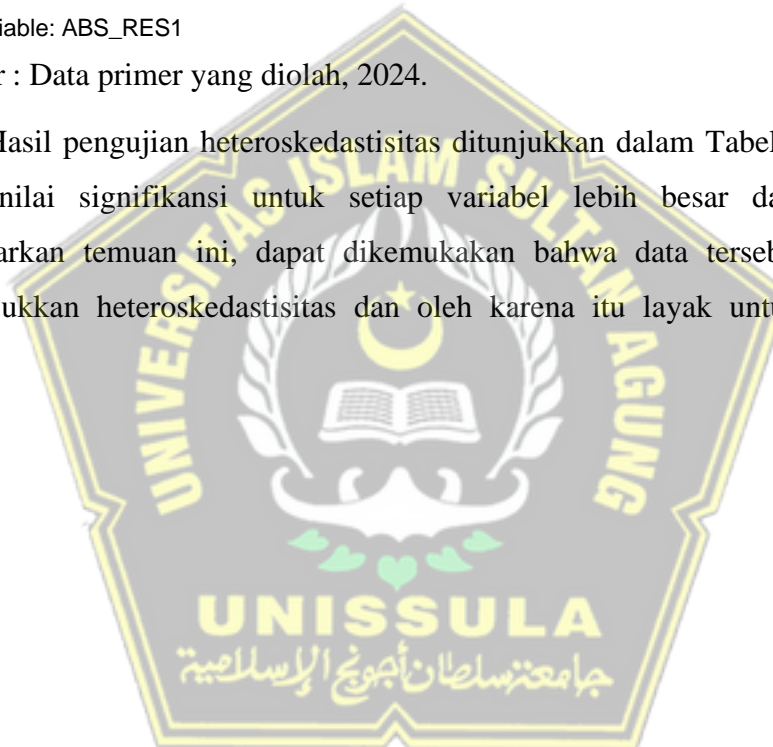 iable: ABS_RES1
r : Data primer yang diolah, 2024.
Hasil pengujian heteroskedastisitas ditunjukkan dalam Tabel
nilai signifikansi untuk setiap variabel lebih besar da
arkan temuan ini, dapat dikemukakan bahwa data terseb
ukkan heteroskedastisitas dan oleh karena itu layak untu
UNIVERSITAS ISLAM SULTAN AGUNG
UNISSULA
جامعتسلطان أجونج الإسلامية